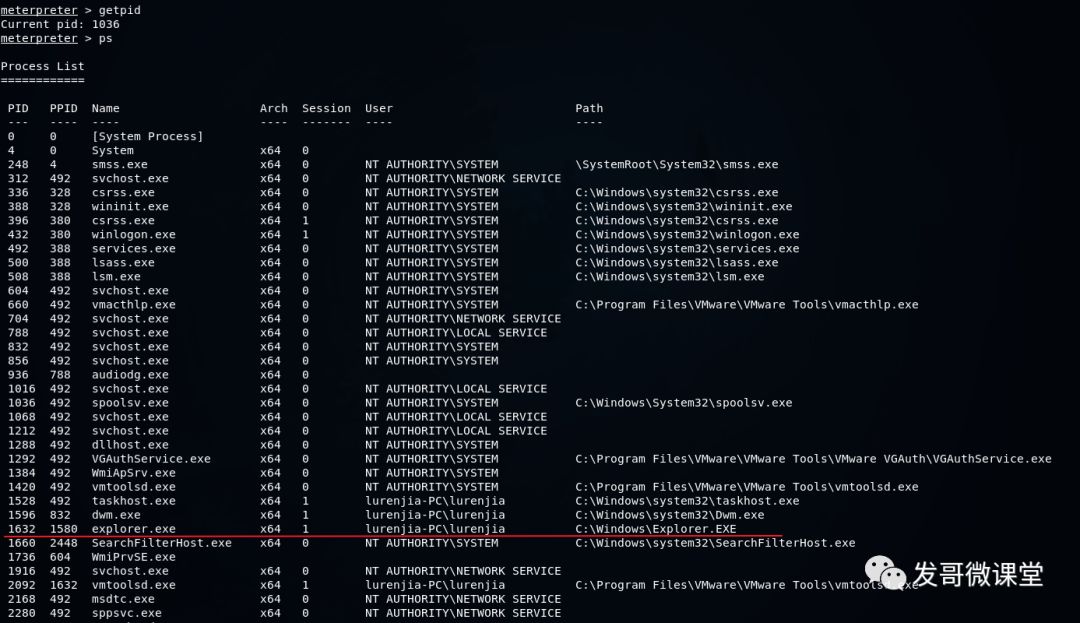 meterpreter > getpid
Current pid: 1036
meterpreter > ps
Process List
============
PID PPID Name Arch Session User Path
--- ---- ---- ---- ------- ---- ----
0 0 [System Process]
4 0 System x64 0
248 4 smss.exe x64 0 NT AUTHORITY\SYSTEM \SystemRoot\System32\smss.exe
312 492 svchost.exe x64 0 NT AUTHORITY\NETWORK SERVICE
336 328 csrss.exe x64 0 NT AUTHORITY\SYSTEM C:\Windows\system32\csrss.exe
388 328 wininit.exe x64 0 NT AUTHORITY\SYSTEM C:\Windows\system32\wininit.exe
396 380 csrss.exe x64 1 NT AUTHORITY\SYSTEM C:\Windows\system32\csrss.exe
432 380 winlogon.exe x64 1 NT AUTHORITY\SYSTEM C:\Windows\system32\winlogon.exe
492 388 services.exe x64 0 NT AUTHORITY\SYSTEM C:\Windows\system32\services.exe
500 388 lsass.exe x64 0 NT AUTHORITY\SYSTEM C:\Windows\system32\lsass.exe
508 388 lsm.exe x64 0 NT AUTHORITY\SYSTEM C:\Windows\system32\lsm.exe
604 492 svchost.exe x64 0 NT AUTHORITY\SYSTEM
660 492 vmacthlp.exe x64 0 NT AUTHORITY\SYSTEM C:\Program Files\VMware\VMware Tools\vmacthlp.exe
704 492 svchost.exe x64 0 NT AUTHORITY\NETWORK SERVICE
788 492 svchost.exe x64 0 NT AUTHORITY\LOCAL SERVICE
832 492 svchost.exe x64 0 NT AUTHORITY\SYSTEM
856 492 svchost.exe x64 0 NT AUTHORITY\SYSTEM
936 788 audiodg.exe x64 0
1016 492 svchost.exe x64 0 NT AUTHORITY\LOCAL SERVICE
1036 492 spoolsv.exe x64 0 NT AUTHORITY\SYSTEM C:\Windows\System32\spoolsv.exe
1068 492 svchost.exe x64 0 NT AUTHORITY\LOCAL SERVICE
1212 492 svchost.exe x64 0 NT AUTHORITY\LOCAL SERVICE
1288 492 dllhost.exe x64 0 NT AUTHORITY\SYSTEM
1292 492 VGAuthService.exe x64 0 NT AUTHORITY\SYSTEM C:\Program Files\VMware\VMware Tools\VMware VGAuth\VGAuthService.exe
1384 492 WmiApSrv.exe x64 0 NT AUTHORITY\SYSTEM
1420 492 vmtoolsd.exe x64 0 NT AUTHORITY\SYSTEM C:\Program Files\VMware\VMware Tools\vmtoolsd.exe
1528 492 taskhost.exe x64 1 lurenjia-PC\lurenjia C:\Windows\system32\taskhost.exe
1596 832 dwm.exe x64 1 lurenjia-PC\lurenjia C:\Windows\system32\Dwm.exe
1632 1580 explorer.exe x64 1 lurenjia-PC\lurenjia C:\Windows\Explorer.EXE
1660 2448 SearchFilterHost.exe x64 0 NT AUTHORITY\SYSTEM C:\Windows\system32\SearchFilterHost.exe
1736 604 WmiPrvSE.exe
1916 492 svchost.exe x64 0 NT AUTHORITY\NETWORK SERVICE
2092 1632 vmtoolsd.exe x64 1 lurenjia-PC\lurenjia C:\Program Files\VMware\VMware Tools\vmtoolsd.exe
2168 492 msdtc.exe x64 0 NT AUTHORITY\NETWORK SERVICE
2280 492 sppsvc.exe x64 0 NT AUTHORITY\NETWORK SERVICE
发哥微课堂